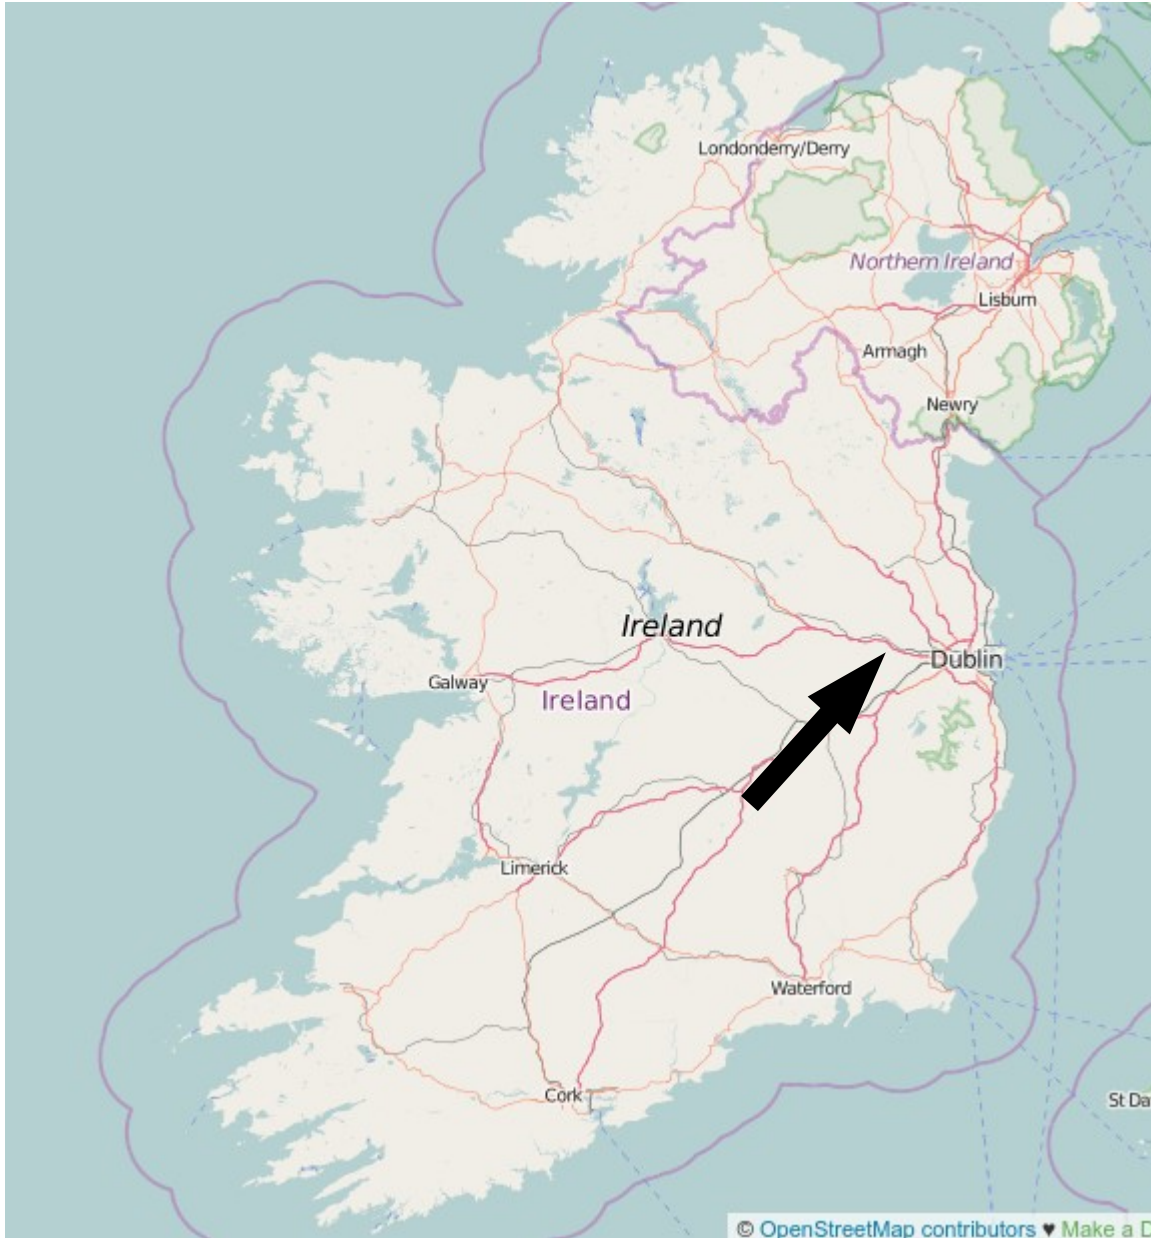 Londonderry/Derry
Northern Ireland
Lisburn
Armagh
Newry
Ireland
Dublin
Galway
Ireland
Limerick
Waterford
Cork
St Da
© OpenStreetMap contributors ♥ Make a D